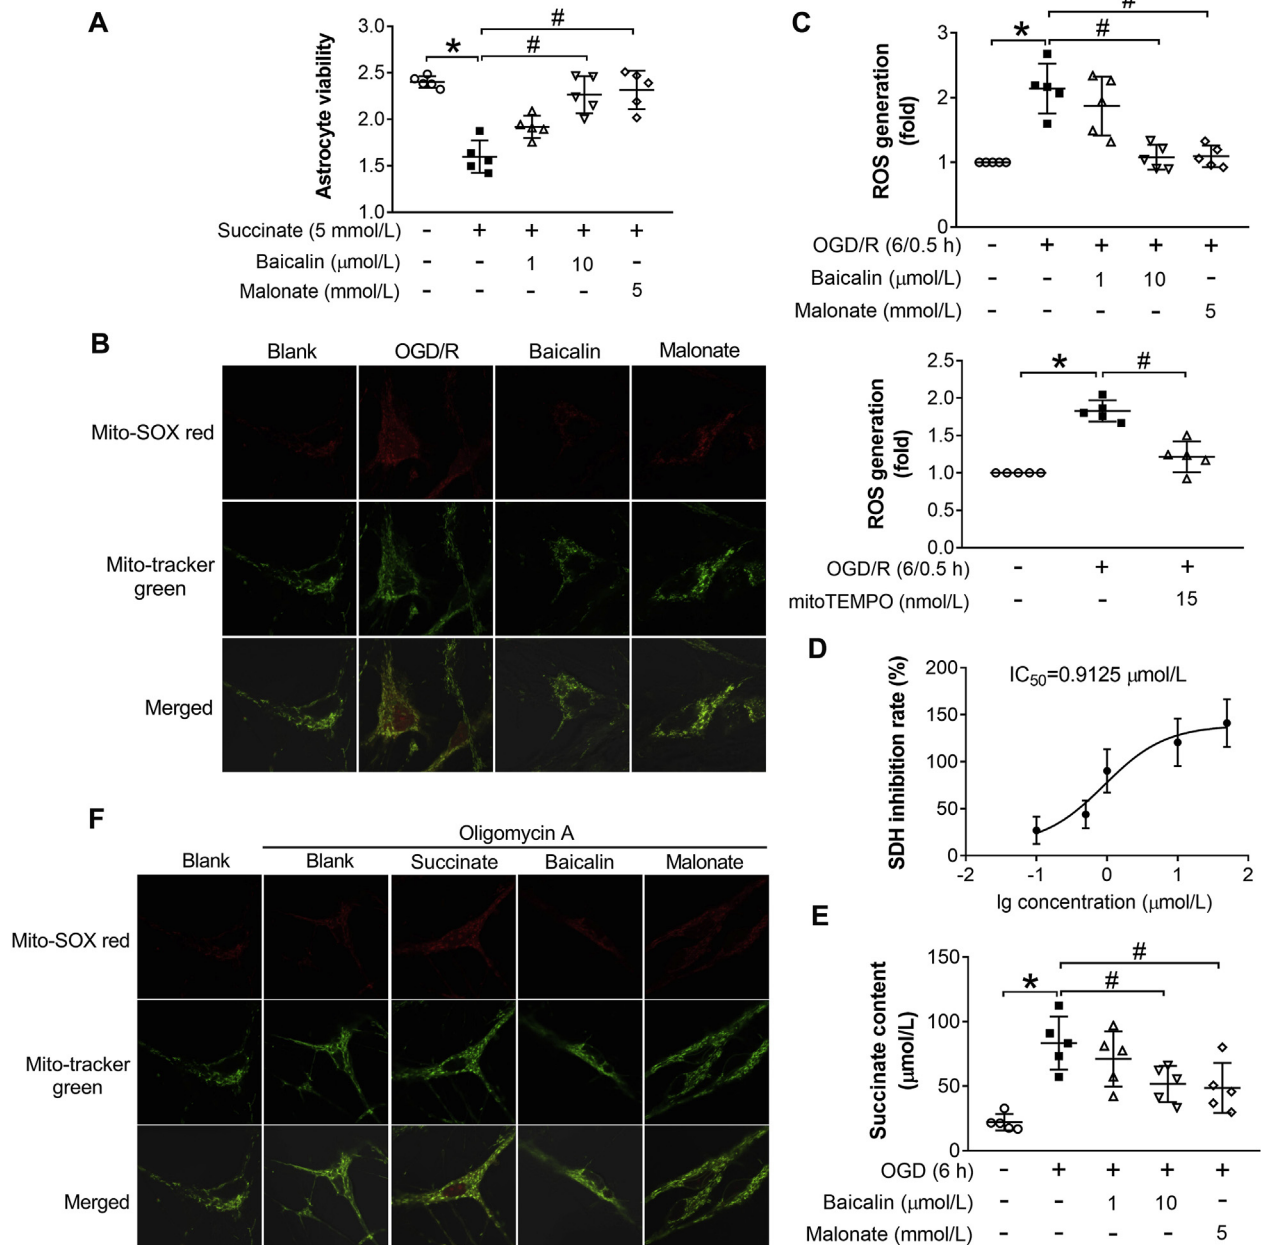 A
Astrocyte viability
3.0
2.5
2.0
1.5
1.0
*
#
#
Succinate (5 mmol/L) - + + + +
Baicalin (μmol/L) - - 1 10 -
Malonate (mmol/L) - - - - 5
B
Blank OGD/R Baicalin Malonate
Mito-SOX red
Mito-tracker
green
Merged
F
Oligomycin A
Blank Blank Succinate Baicalin Malonate
Mito-SOX red
Mito-tracker
green
Merged
C
ROS generation
(fold)
3
2
1
0
*
#
#
OGD/R (6/0.5 h) - + + + +
Baicalin (μmol/L) - - 1 10 -
Malonate (mmol/L) - - - - 5
ROS generation
(fold)
2.5
2.0
1.5
1.0
0.5
0.0
* #
OGD/R (6/0.5 h) - + +
mitoTEMPO (nmol/L) - - 15
D
SDH inhibition rate (%)
200
150
100
50
0
IC50=0.9125 μmol/L
-2 -1 0 1 2
lg concentration (μmol/L)
E
Succinate content
(μmol/L)
150
100
50
0
*
#
#
OGD (6 h) - + + + +
Baicalin (μmol/L) - - 1 10 -
Malonate (mmol/L) - - - - 5